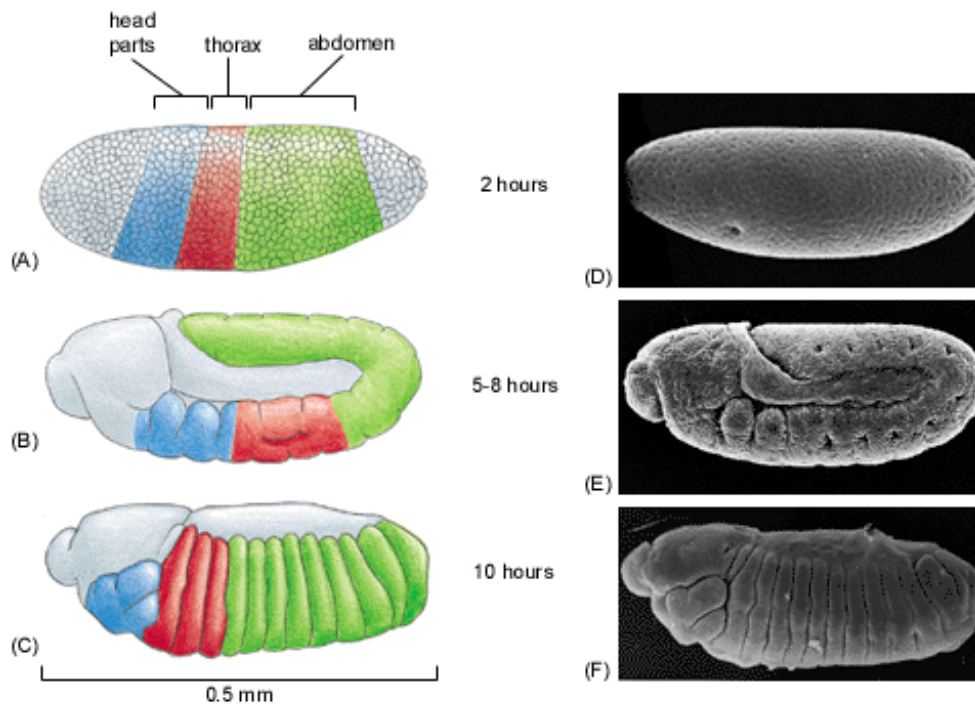 head
parts
thorax
abdomen
2 hours
(A)
(D)
5-8 hours
(B)
(E)
10 hours
(C)
(F)
0.5 mm